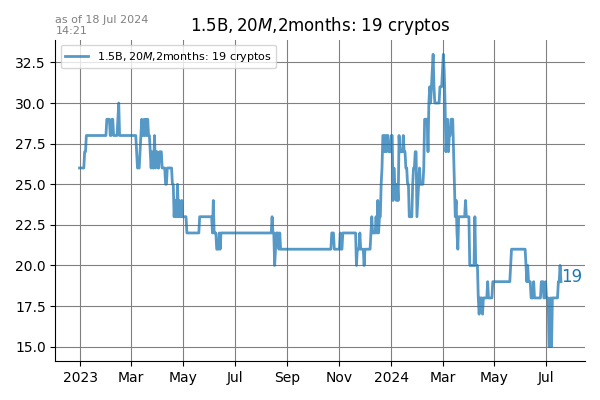 as of 18 Jul 2024
14:21
1.5B, 20M,2months: 19 cryptos
1.5B, 20M,2months: 19 cryptos
32.5
30.0
27.5
25.0
22.5
20.0
17.5
15.0
19
2023 Mar May Jul Sep Nov 2024 Mar May Jul